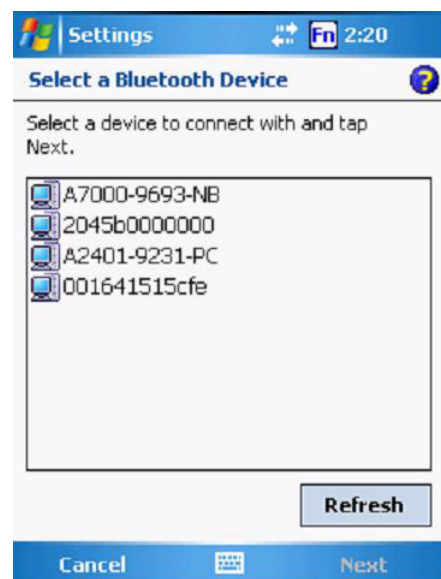 Settings Fn 2:20
Select a Bluetooth Device ?
Select a device to connect with and tap
Next.
A7000-9693-NB
2045b0000000
A2401-9231-PC
001641515cfe
Refresh
Cancel Next